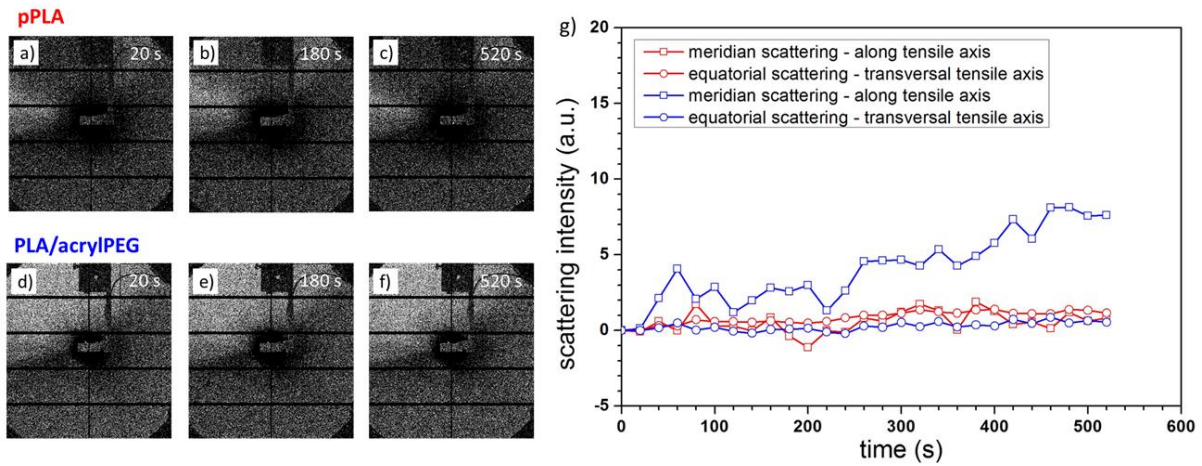 pPLA
a) 20 s
b) 180 s
c) 520 s
PLA/acrylPEG
d) 20 s
e) 180 s
f) 520 s
g)
20
15
10
5
0
-5
scattering intensity (a.u.)
meridian scattering - along tensile axis
equatorial scattering - transversal tensile axis
meridian scattering - along tensile axis
equatorial scattering - transversal tensile axis
0 100 200 300 400 500 600
time (s)